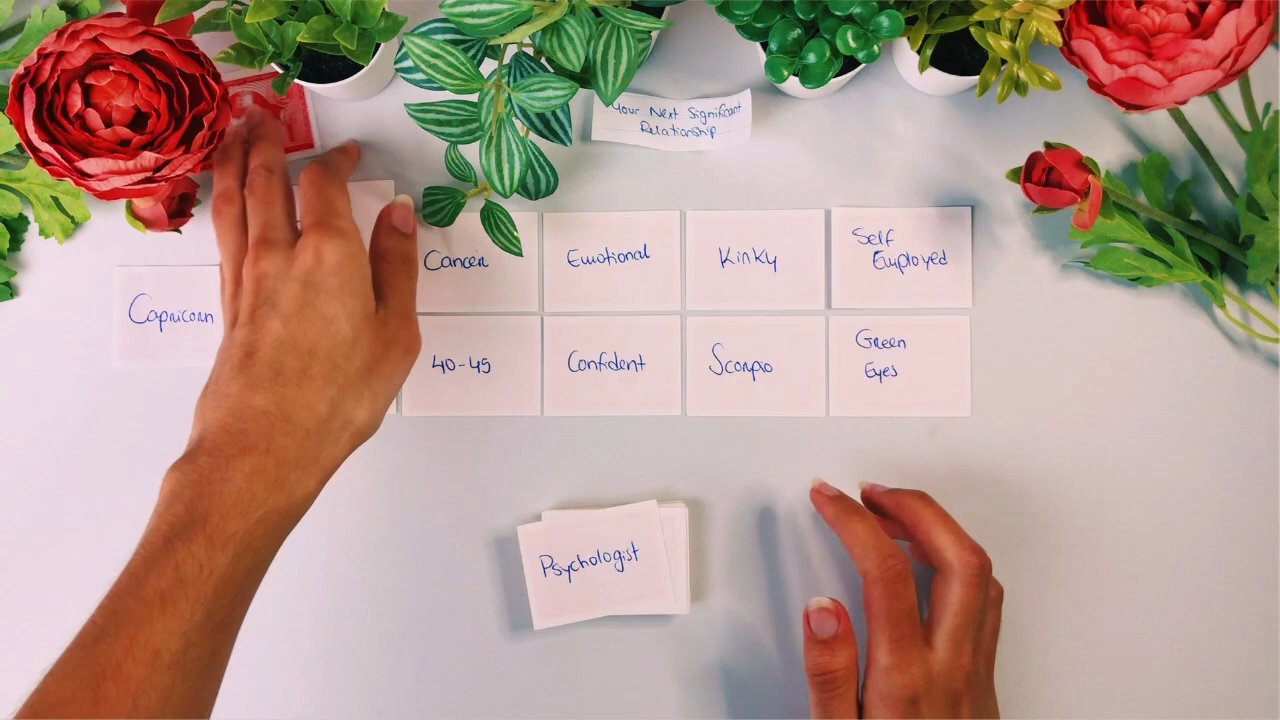 Your Next Significant
Relationship
Capricorn
Cancer
Emotional
Kinky
Self
Employed
40-45
Confident
Scorpio
Green
Eyes
Psychologist